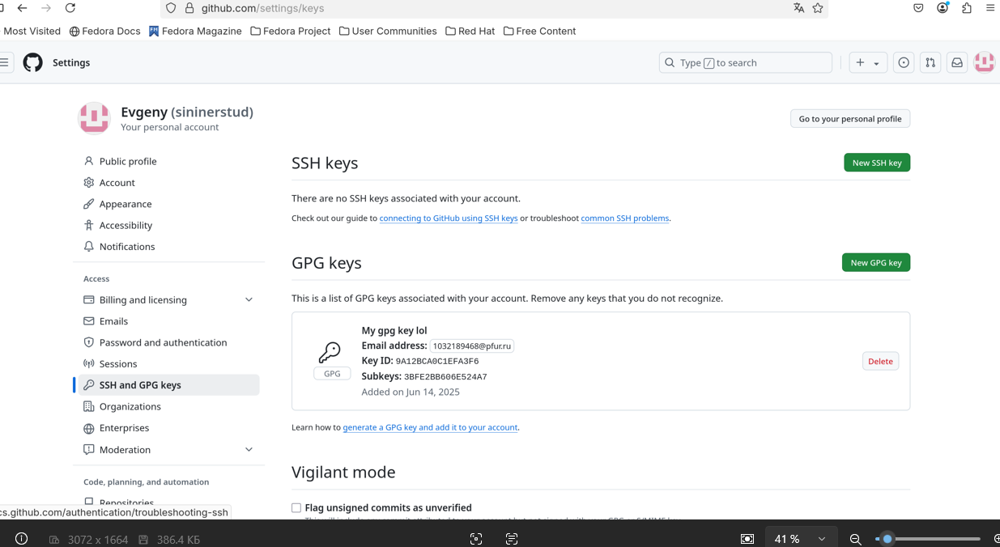 github.com/settings/keys
Most Visited Fedora Docs Fedora Magazine Fedora Project User Communities Red Hat Free Content
Settings
Type / to search
Evgeny (sininerstud)
Your personal account
Go to your personal profile
Public profile
Account
Appearance
Accessibility
Notifications
Access
Billing and licensing
Emails
Password and authentication
Sessions
SSH and GPG keys
Organizations
Enterprises
Moderation
Code, planning, and automation
Repositories
SSH keys
New SSH key
There are no SSH keys associated with your account.
Check out our guide to connecting to GitHub using SSH keys or troubleshoot common SSH problems.
GPG keys
New GPG key
This is a list of GPG keys associated with your account. Remove any keys that you do not recognize.
My gpg key lol
Email address: 1032189468@pfur.ru
Key ID: 9A12BCA0C1EFA3F6
Subkeys: 3BFE2BB606E524A7
Added on Jun 14, 2025
GPG
Delete
Learn how to generate a GPG key and add it to your account.
Vigilant mode
Flag unsigned commits as unverified
cs.github.com/authentication/troubleshooting-ssh
3072 x 1664 386.4 КБ
41 %